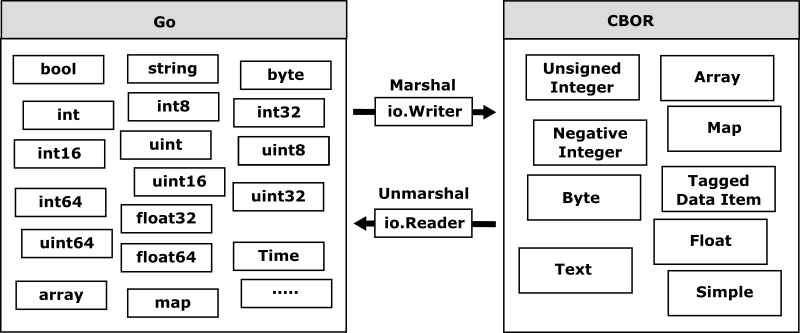 Go
bool
string
byte
int
int8
int32
int16
uint
uint8
uint16
int64
uint32
float32
uint64
float64
Time
array
map
.....
Marshal
io.Writer
Unmarshal
io.Reader
CBOR
Unsigned
Integer
Array
Negative
Integer
Map
Byte
Tagged
Data Item
Float
Text
Simple